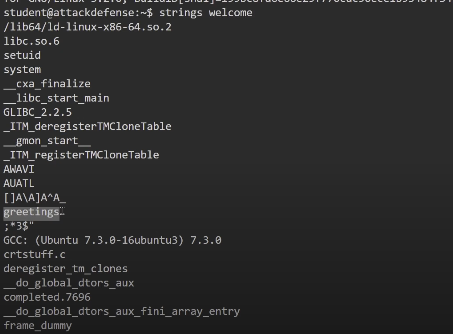 student@attackdefense:~$ strings welcome
/lib64/ld-linux-x86-64.so.2
libc.so.6
setuid
system
__cxa_finalize
__libc_start_main
GLIBC_2.2.5
_ITM_deregisterTMCloneTable
__gmon_start__
_ITM_registerTMCloneTable
AWAVI
AUATL
[]A\A]A^A_
greetings
;*3$"
GCC: (Ubuntu 7.3.0-16ubuntu3) 7.3.0
crtstuff.c
deregister_tm_clones
__do_global_dtors_aux
completed.7696
__do_global_dtors_aux_fini_array_entry
frame_dummy